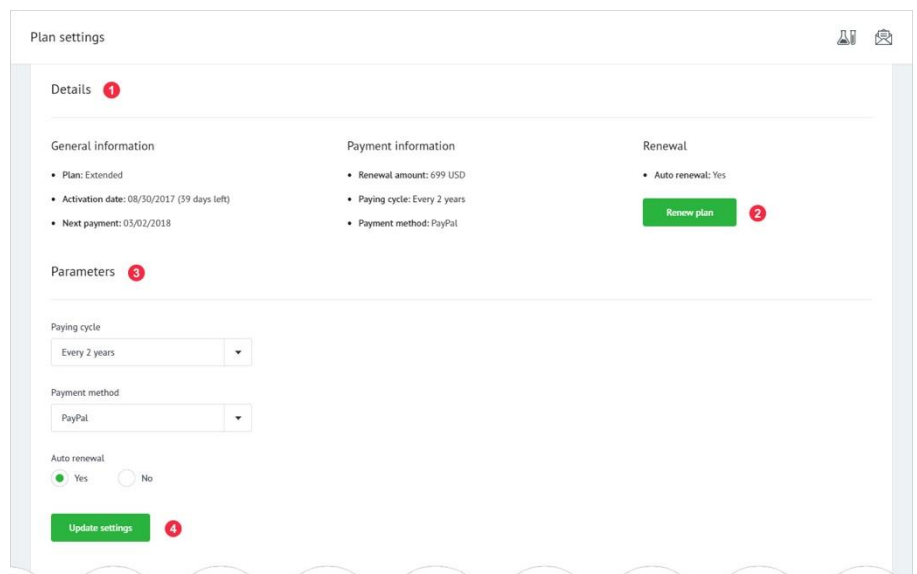 Plan settings
Details 1
General information
Payment information
Renewal
• Plan: Extended
• Renewal amount: 699 USD
• Auto renewal: Yes
• Activation date: 08/30/2017 (39 days left)
• Paying cycle: Every 2 years
Renew plan 2
• Next payment: 03/02/2018
• Payment method: PayPal
Parameters 3
Paying cycle
Every 2 years
Payment method
PayPal
Auto renewal
Yes No
Update settings 4